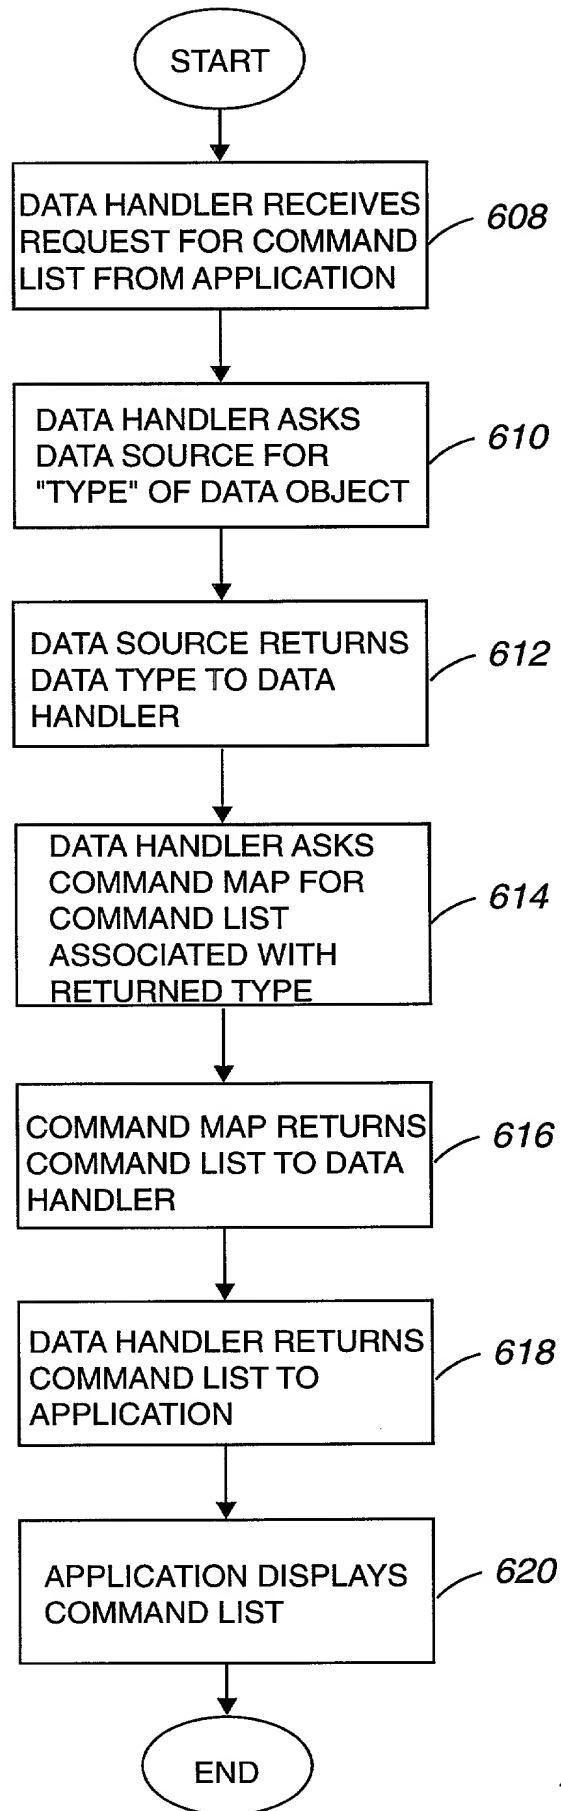 START
DATA HANDLER RECEIVES
REQUEST FOR COMMAND
LIST FROM APPLICATION
608
DATA HANDLER ASKS
DATA SOURCE FOR
"TYPE" OF DATA OBJECT
610
DATA SOURCE RETURNS
DATA TYPE TO DATA
HANDLER
612
DATA HANDLER ASKS
COMMAND MAP FOR
COMMAND LIST
ASSOCIATED WITH
RETURNED TYPE
614
COMMAND MAP RETURNS
COMMAND LIST TO DATA
HANDLER
616
DATA HANDLER RETURNS
COMMAND LIST TO
APPLICATION
618
APPLICATION DISPLAYS
COMMAND LIST
620
END